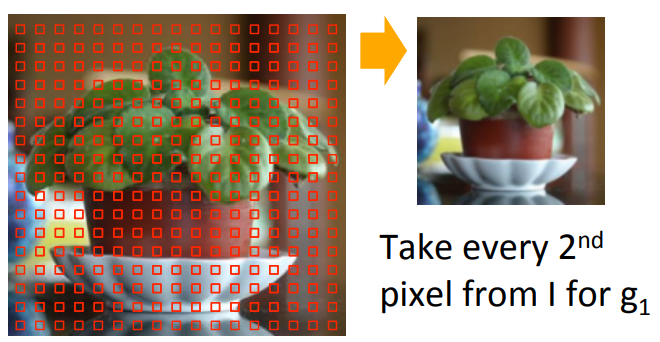 Take every 2nd
pixel from I for g1